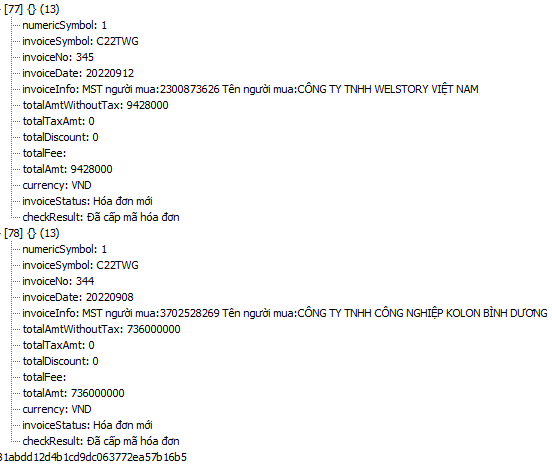 [77] {} (13)
numericSymbol: 1
invoiceSymbol: C22TWG
invoiceNo: 345
invoiceDate: 20220912
invoiceInfo: MST người mua:2300873626 Tên người mua:CÔNG TY TNHH WELSTORY VIỆT NAM
totalAmtWithoutTax: 9428000
totalTaxAmt: 0
totalDiscount: 0
totalFee:
totalAmt: 9428000
currency: VND
invoiceStatus: Hóa đơn mới
checkResult: Đã cấp mã hóa đơn
[78] {} (13)
numericSymbol: 1
invoiceSymbol: C22TWG
invoiceNo: 344
invoiceDate: 20220908
invoiceInfo: MST người mua:3702528269 Tên người mua:CÔNG TY TNHH CÔNG NGHIỆP KOLON BÌNH DƯƠNG
totalAmtWithoutTax: 736000000
totalTaxAmt: 0
totalDiscount: 0
totalFee:
totalAmt: 736000000
currency: VND
invoiceStatus: Hóa đơn mới
checkResult: Đã cấp mã hóa đơn
31abdd12d4b1cd9dc063772ea57b16b5